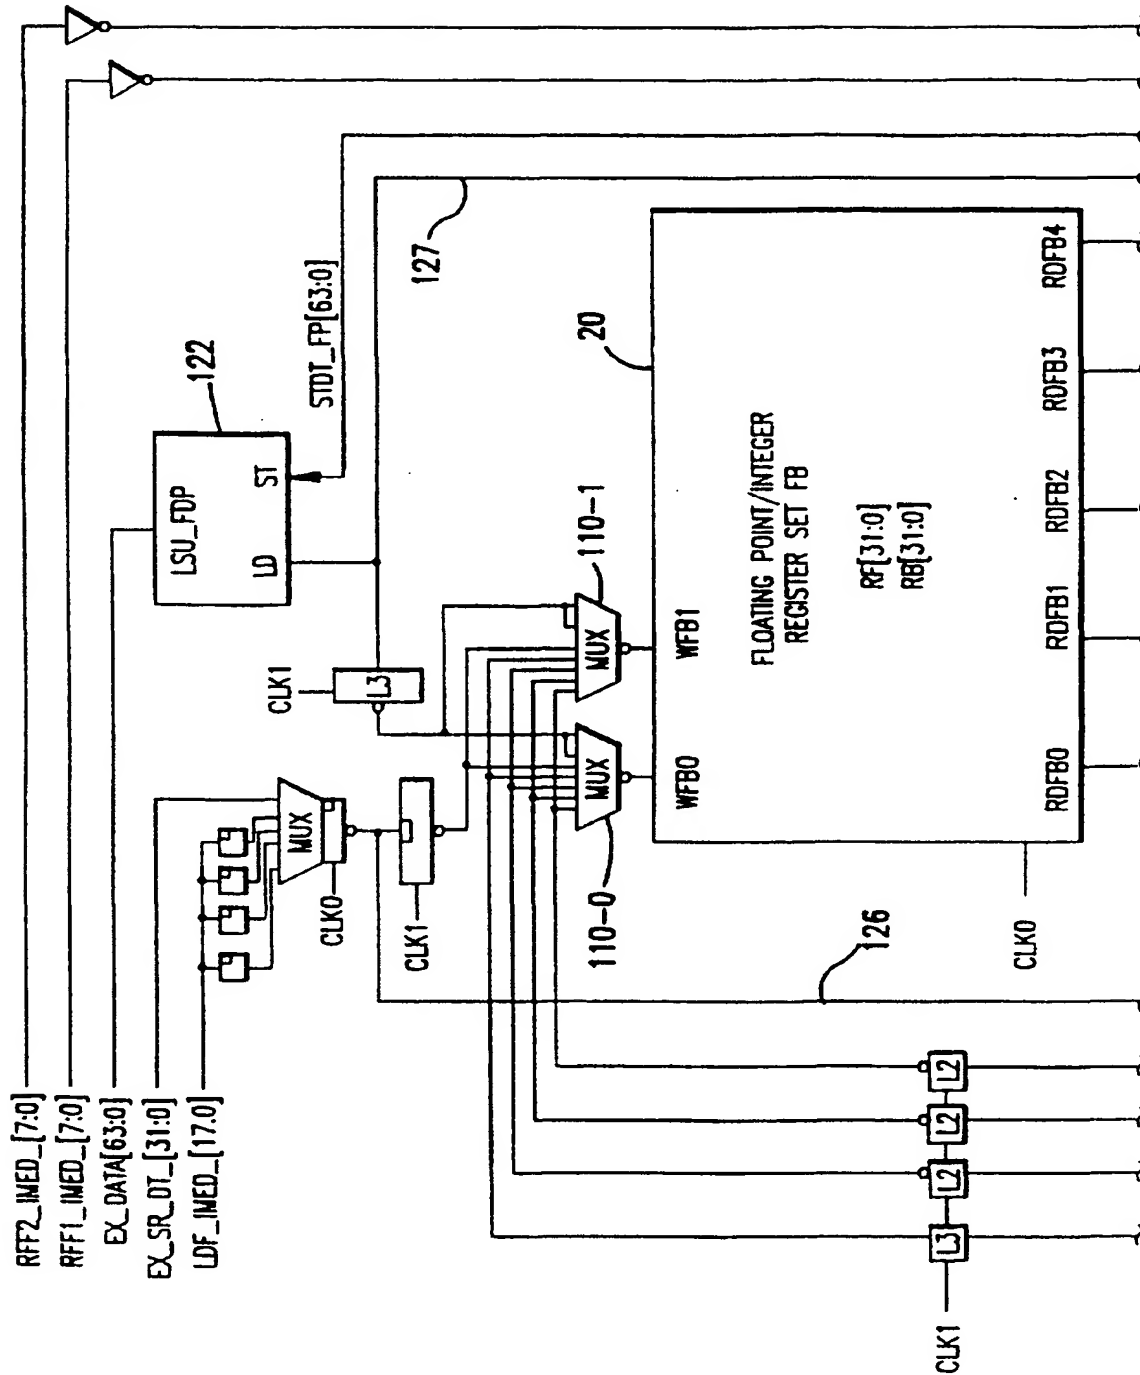 RFF2_IMED_[7:0]
RFF1_IMED_[7:0]
EX_DATA[63:0]
EX_SR_DT_[31:0]
LDF_IMED_[17.0]
MUX
CLK0
CLK1
CLK1
L3
LSU_FDP
LD
ST
122
STDT_FP[63:0]
127
MUX
110-0
MUX
110-1
WFB0
WFB1
20
FLOATING POINT/INTEGER
REGISTER SET FB
RF[31:0]
RB[31:0]
RDFB0
RDFB1
RDFB2
RDFB3
RDFB4
CLK0
126
L2
L2
L2
L3
CLK1